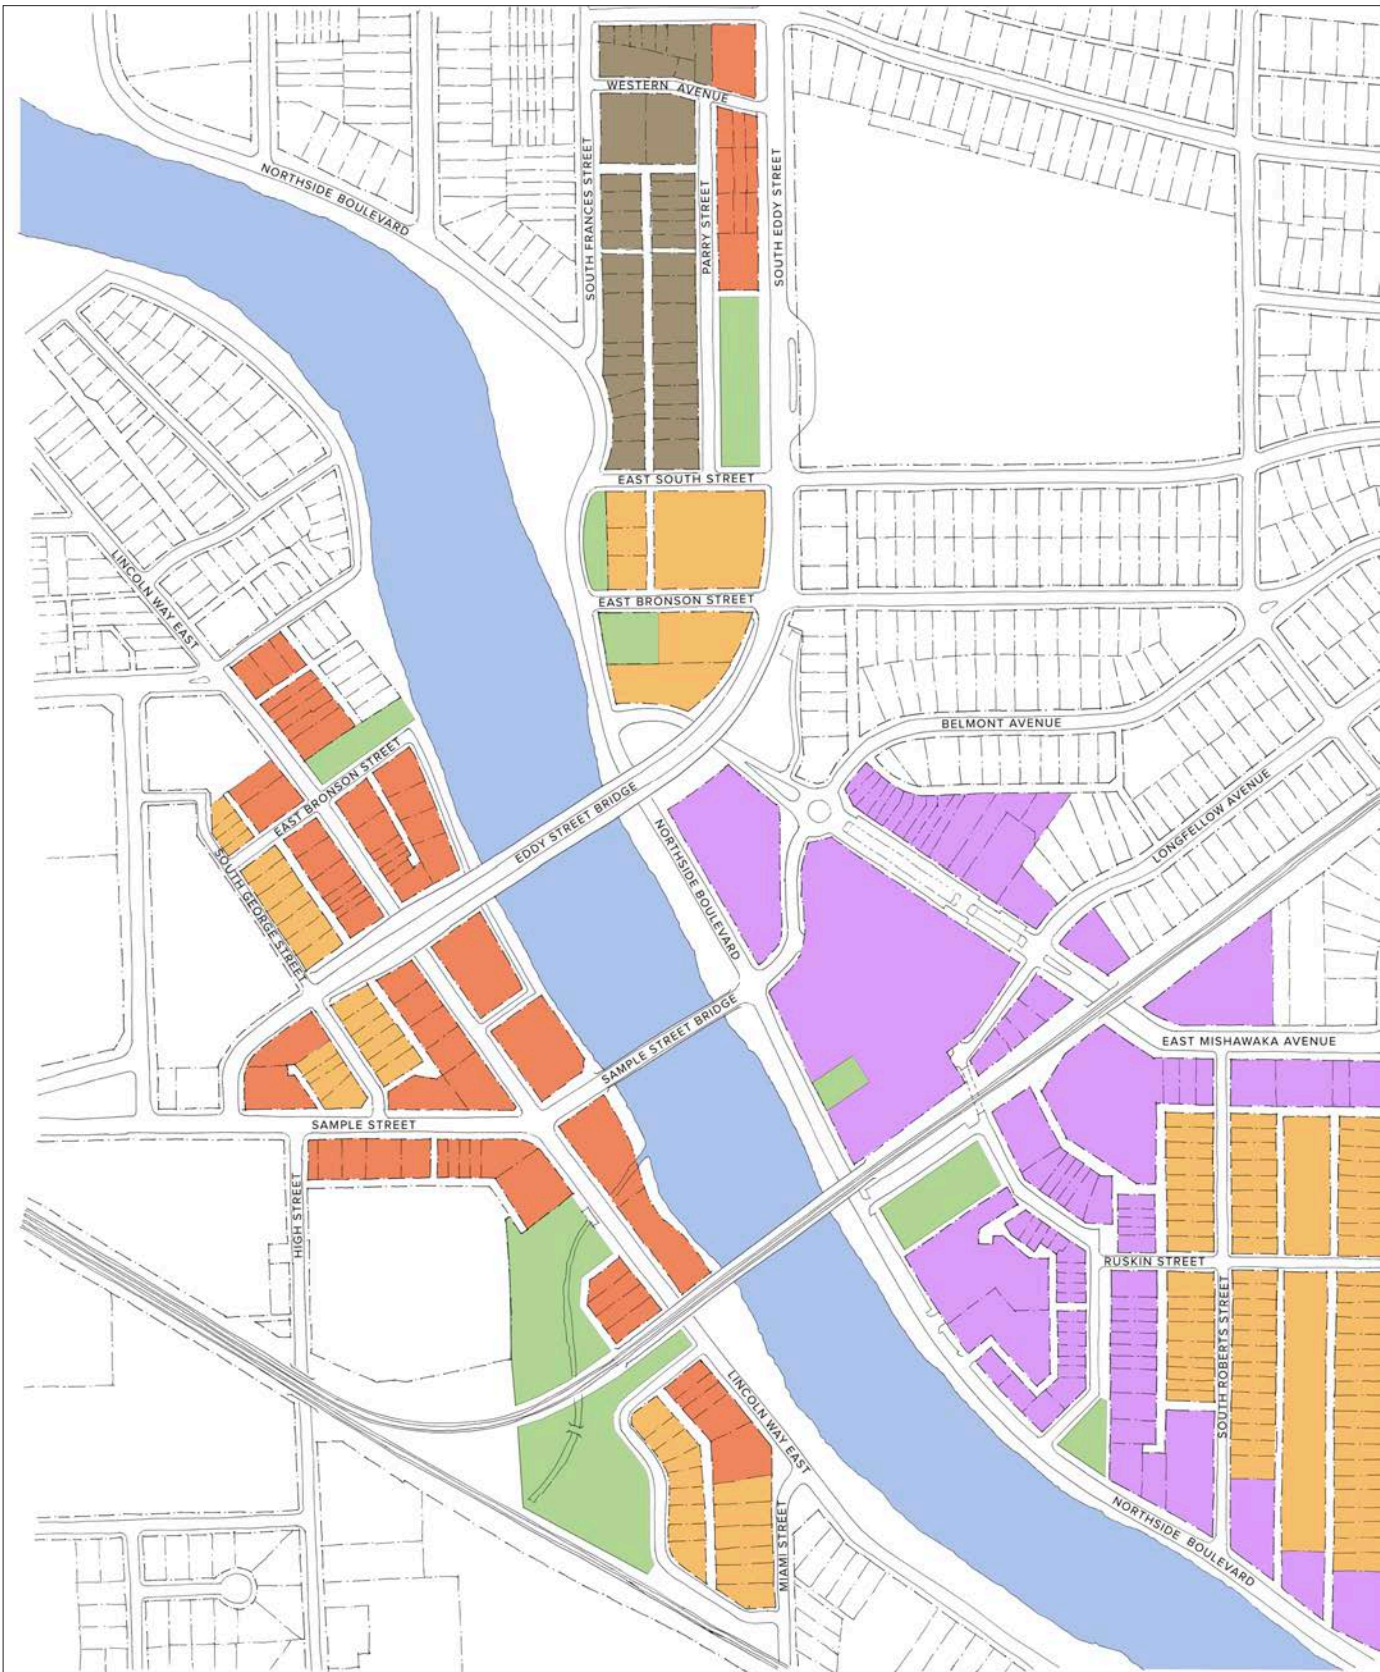 WESTERN AVENUE
NORTHSIDE BOULEVARD
SOUTH FRANCES STREET
PARRY STREET
SOUTH EDDY STREET
EAST SOUTH STREET
LINCOLN WAY EAST
EAST BRONSON STREET
BELMONT AVENUE
EAST BRONSON STREET
EDDY STREET BRIDGE
LONGFELLOW AVENUE
NORTHSIDE BOULEVARD
SOUTH GEORGE STREET
SAMPLE STREET BRIDGE
EAST MISHAWAKA AVENUE
SAMPLE STREET
HIGH STREET
RUSKIN STREET
SOUTH ROBERTS STREET
LINCOLN WAY EAST
MIAMI STREET
NORTHSIDE BOULEVARD